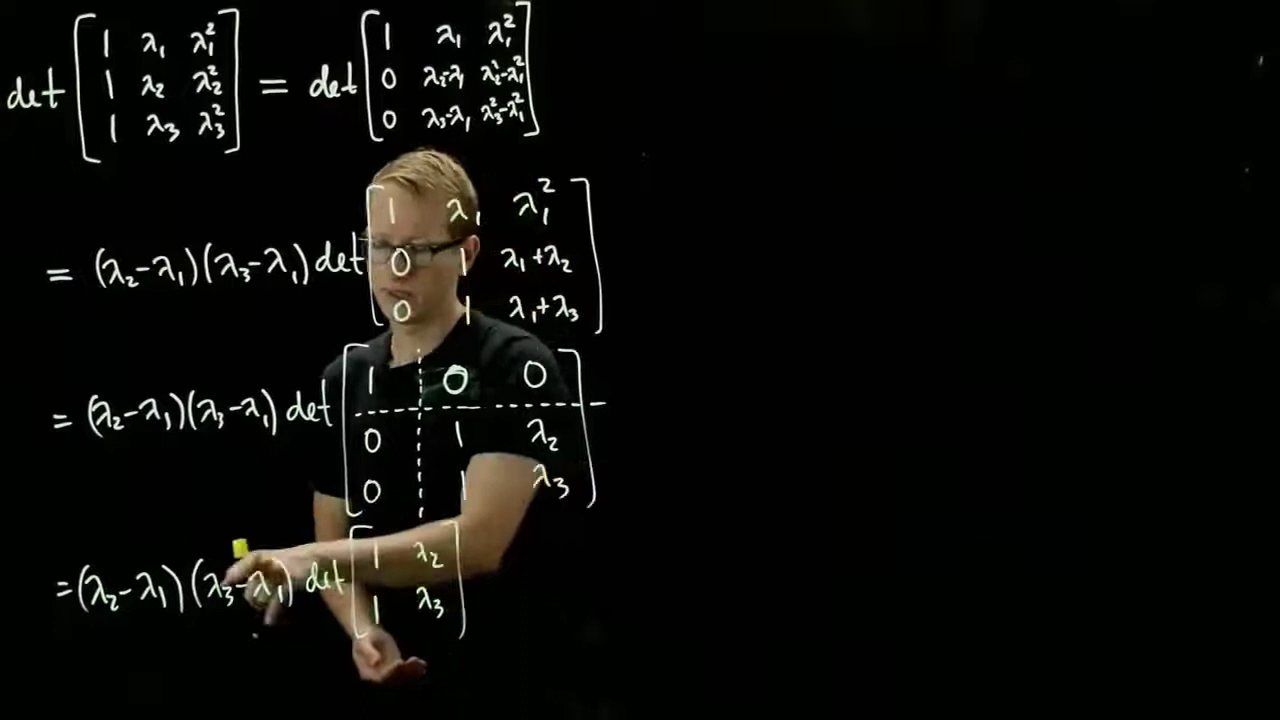 det [1 λ₁ λ₁²; 1 λ₂ λ₂²; 1 λ₃ λ₃²] = det [1 λ₁ λ₁²; 0 λ₂-λ₁ λ₂²-λ₁²; 0 λ₃-λ₁ λ₃²-λ₁²]
= (λ₂-λ₁)(λ₃-λ₁) det [1 λ₁ λ₁²; 0 1 λ₁+λ₂; 0 1 λ₁+λ₃]
= (λ₂-λ₁)(λ₃-λ₁) det [1 0 0; 0 1 λ₂; 0 1 λ₃]
= (λ₂-λ₁)(λ₃-λ₁) det [1 λ₂; 1 λ₃]